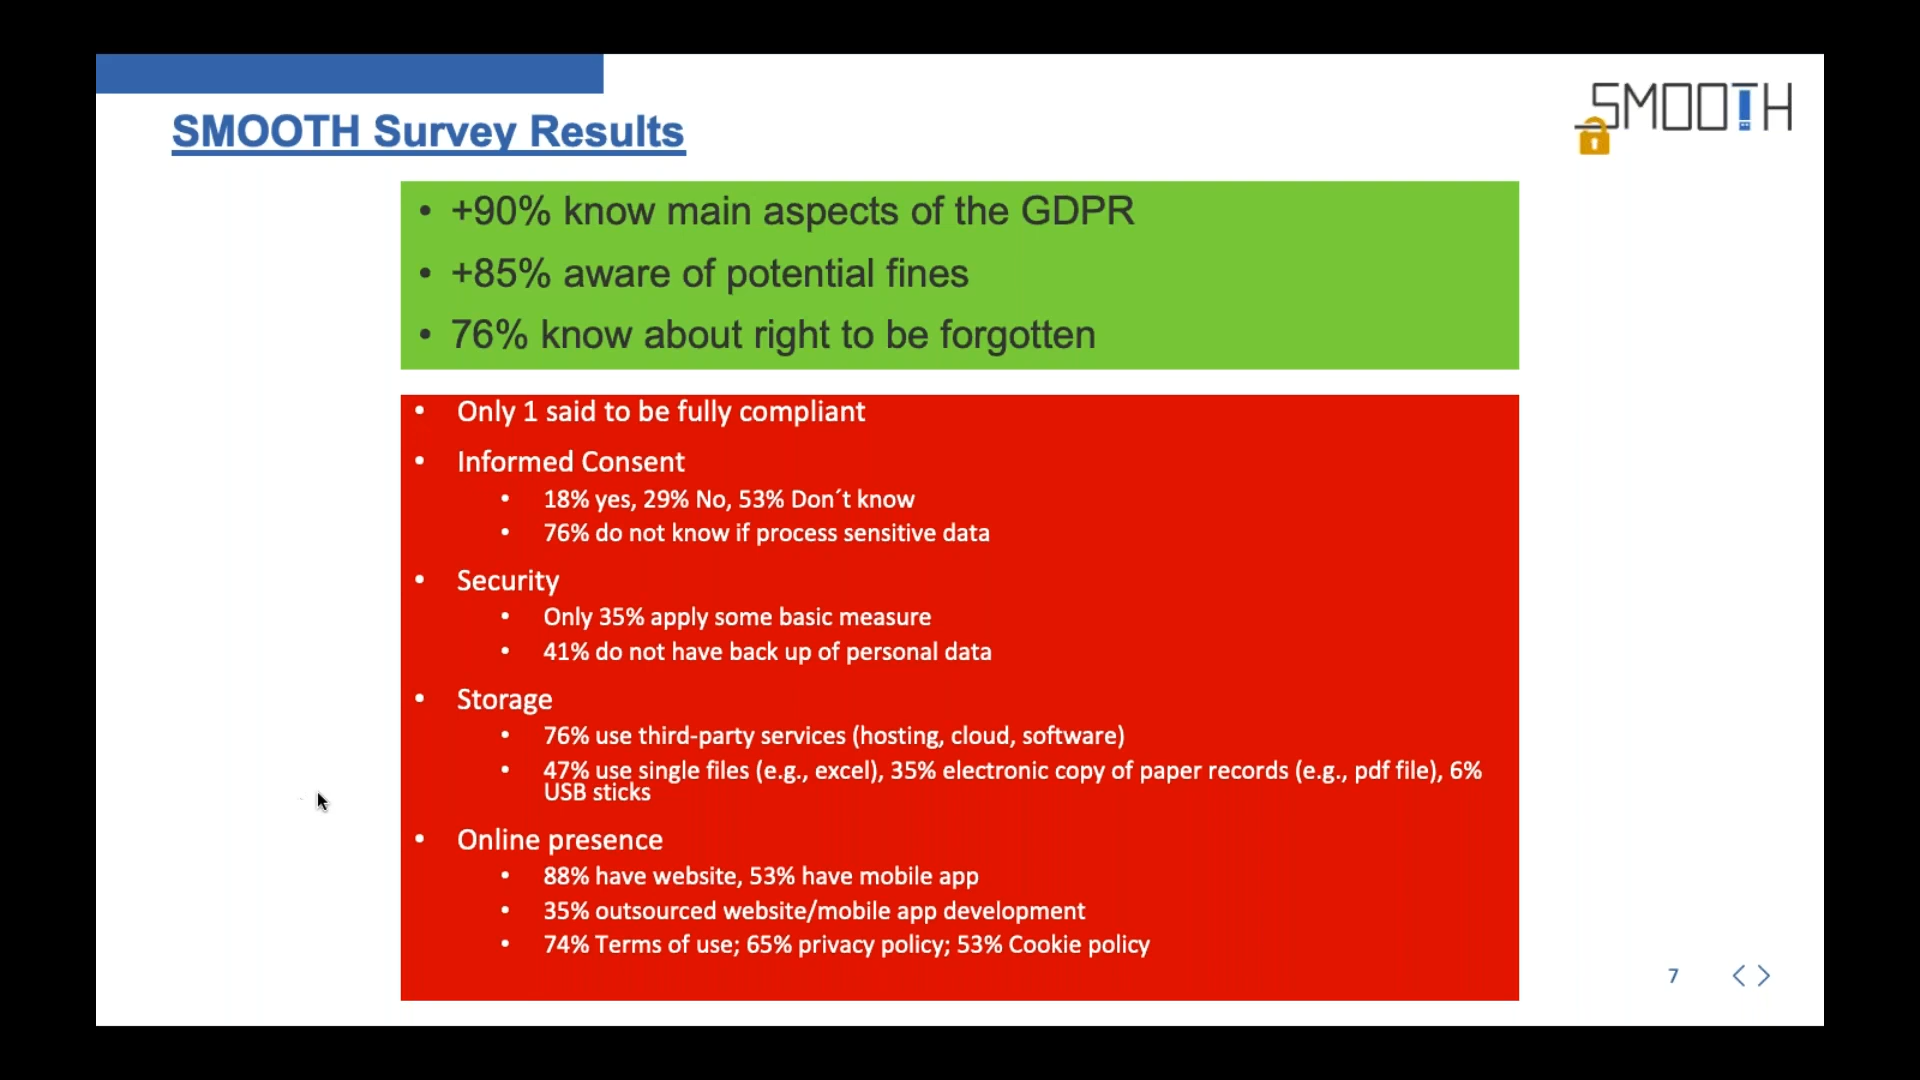 SMOOTH Survey Results
SMOOTH
• +90% know main aspects of the GDPR
• +85% aware of potential fines
• 76% know about right to be forgotten
• Only 1 said to be fully compliant
• Informed Consent
• 18% yes, 29% No, 53% Don´t know
• 76% do not know if process sensitive data
• Security
• Only 35% apply some basic measure
• 41% do not have back up of personal data
• Storage
• 76% use third-party services (hosting, cloud, software)
• 47% use single files (e.g., excel), 35% electronic copy of paper records (e.g., pdf file), 6%
USB sticks
• Online presence
• 88% have website, 53% have mobile app
• 35% outsourced website/mobile app development
• 74% Terms of use; 65% privacy policy; 53% Cookie policy
7